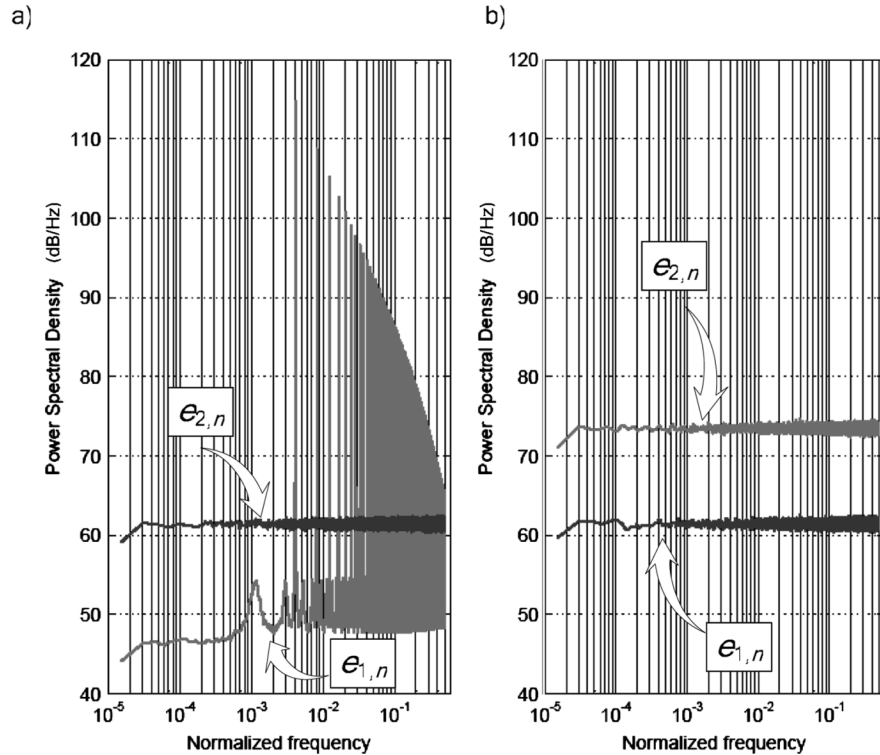 a)
b)
120
110
100
90
80
70
60
50
40
Power Spectral Density (dB/Hz)
e2,n
e1,n
10-5 10-4 10-3 10-2 10-1
Normalized frequency
120
110
100
90
80
70
60
50
40
Power Spectral Density (dB/Hz)
e2,n
e1,n
10-5 10-4 10-3 10-2 10-1
Normalized frequency